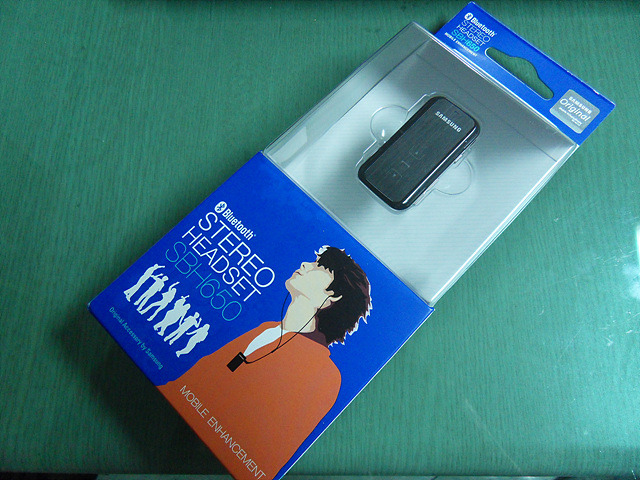 Bluetooth
STEREO
HEADSET
SBH650
SAMSUNG
Original
SAMSUNG
Bluetooth
STEREO
HEADSET
SBH650
Original Accessory by Samsung
MOBILE ENHANCEMENT